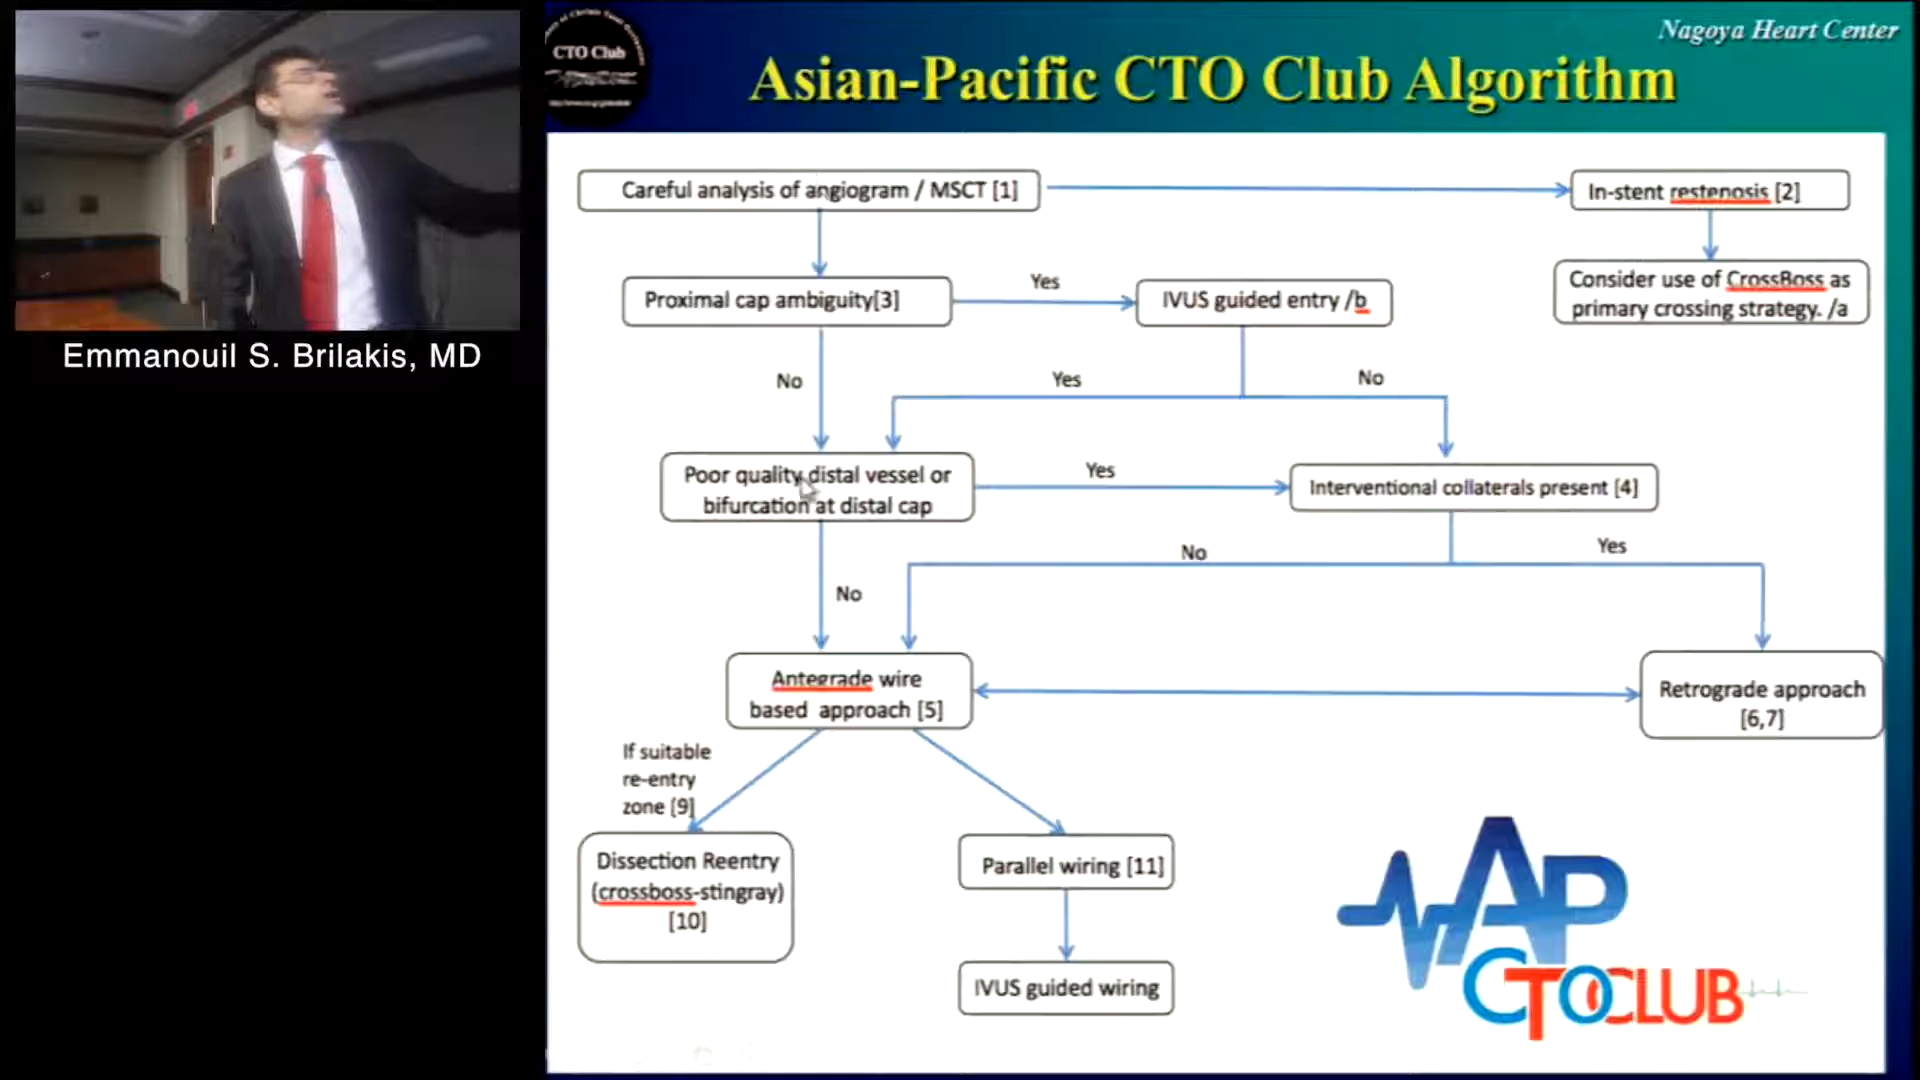 Emmanouil S. Brilakis, MD
CTO Club
Nagoya Heart Center
Asian-Pacific CTO Club Algorithm
Careful analysis of angiogram / MSCT [1]
In-stent restenosis [2]
Consider use of CrossBoss as
primary crossing strategy. /a
Proximal cap ambiguity[3]
Yes
IVUS guided entry /b
No
Yes
No
Poor quality distal vessel or
bifurcation at distal cap
Yes
Interventional collaterals present [4]
No
Yes
No
Antegrade wire
based approach [5]
Retrograde approach
[6,7]
If suitable
re-entry
zone [9]
Dissection Reentry
(crossboss-stingray)
[10]
Parallel wiring [11]
IVUS guided wiring
AP
CTOCLUB